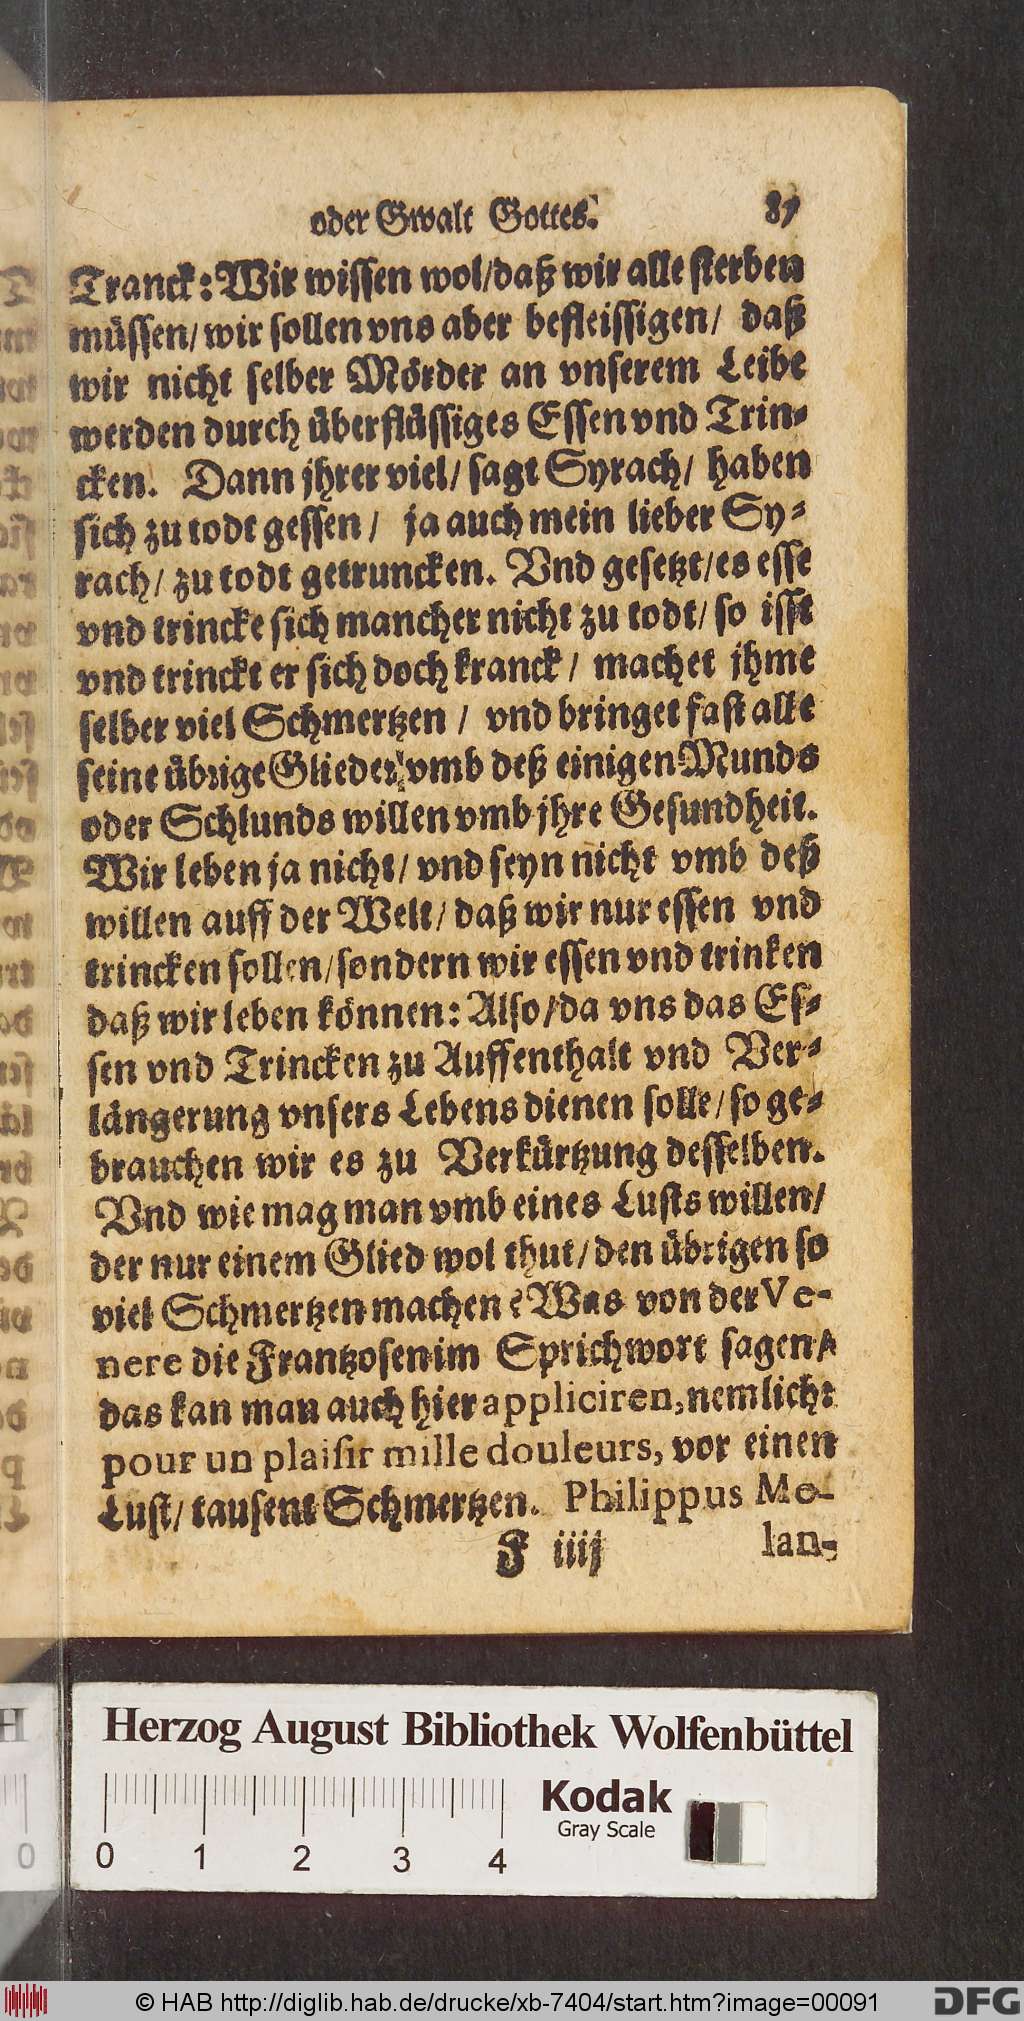 oder Gwalt Gottes. 87
Tranck: Wir wissen wol/daß wir alle sterben
müssen/ wir sollen vns aber befleissigen/ daß
wir nicht selber Mörder an vnserem Leibe
werden durch überflüssiges Essen vnd Trin-
cken. Dann jhrer viel/ sagt Syrach/ haben
sich zu todt gessen/ ja auch mein lieber Sy-
rach/ zu todt getruncken. Vnd gesetzt/es esse
vnd trincke sich mancher nicht zu todt/ so isst
vnd trinckt er sich doch kranck/ machet jhme
selber viel Schmertzen/ vnd bringet fast alle
seine übrige Glieder vmb deß einigen Munds
oder Schlunds willen vmb jhre Gesundheit.
Wir leben ja nicht/ vnd seyn nicht vmb deß
willen auff der Welt/ daß wir nur essen vnd
trincken sollen/sondern wir essen vnd trinken
daß wir leben können: Also/da vns das Es-
sen vnd Trincken zu Auffenthalt vnd Ver-
längerung vnsers Lebens dienen solle/ so ge-
brauchen wir es zu Verkürtzung desselben.
Vnd wie mag man vmb eines Lusts willen/
der nur einem Glied wol thut/den übrigen so
viel Schmertzen machen? Was von der Ve-
nere die Frantzosen im Sprichwort sagen/
das kan man auch hier appliciren, nemlich:
pour un plaisir mille douleurs, vor einen
Lust/ tausent Schmertzen. Philippus Me-
F iiij lan-
Herzog August Bibliothek Wolfenbüttel
Kodak
Gray Scale
0 1 2 3 4
H
0
© HAB http://diglib.hab.de/drucke/xb-7404/start.htm?image=00091
DFG